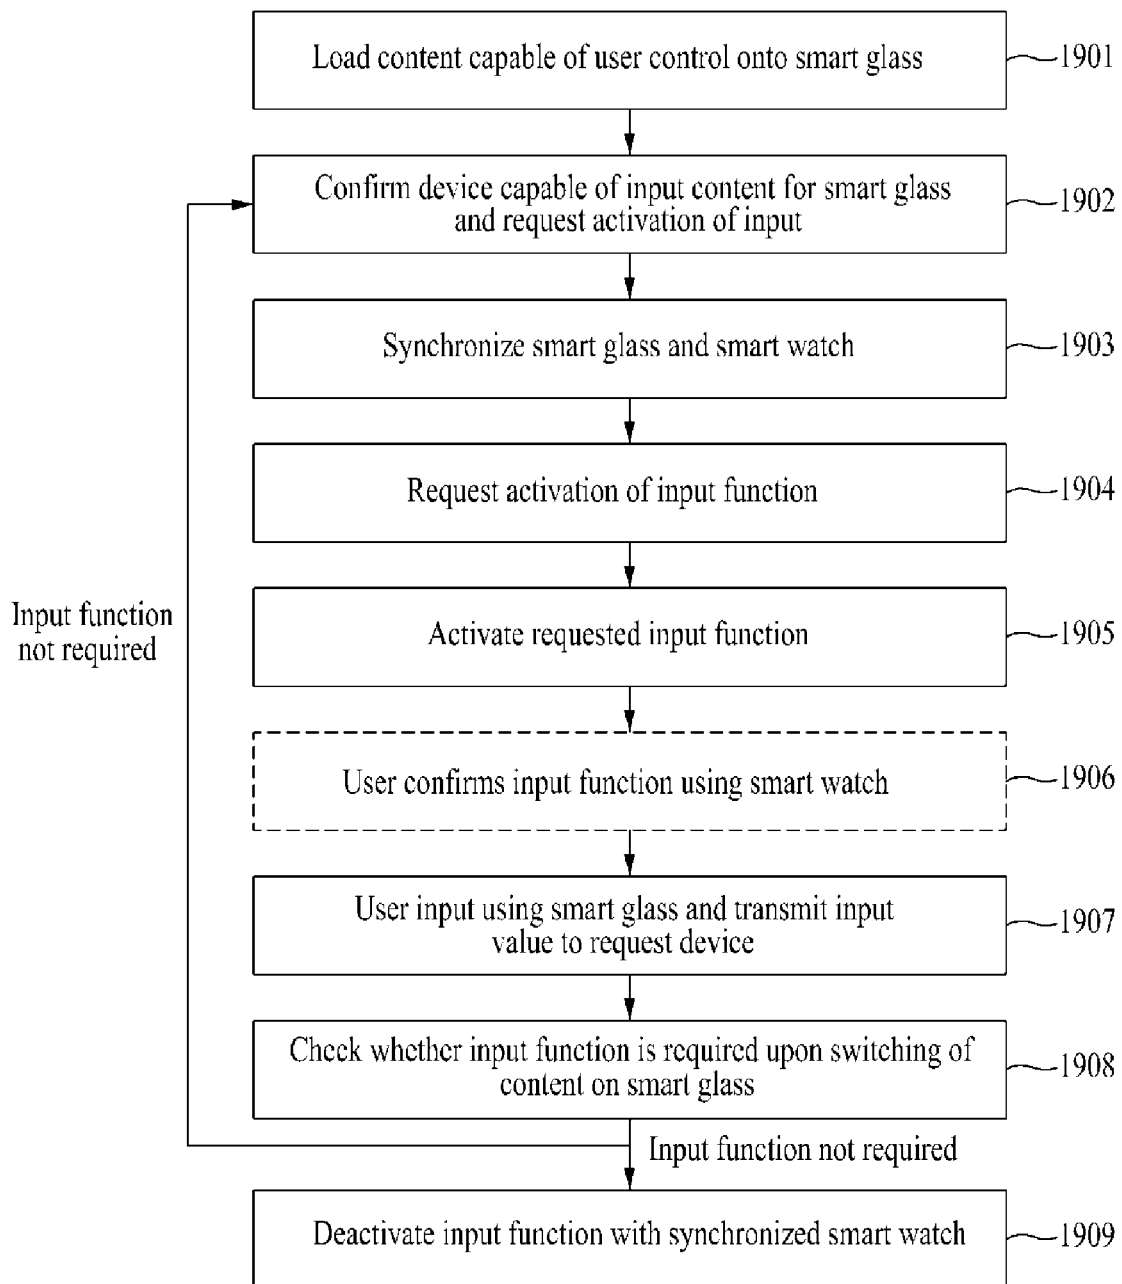 Load content capable of user control onto smart glass
1901
Confirm device capable of input content for smart glass
and request activation of input
1902
Synchronize smart glass and smart watch
1903
Request activation of input function
1904
Input function
not required
Activate requested input function
1905
User confirms input function using smart watch
1906
User input using smart glass and transmit input
value to request device
1907
Check whether input function is required upon switching of
content on smart glass
1908
Input function not required
Deactivate input function with synchronized smart watch
1909